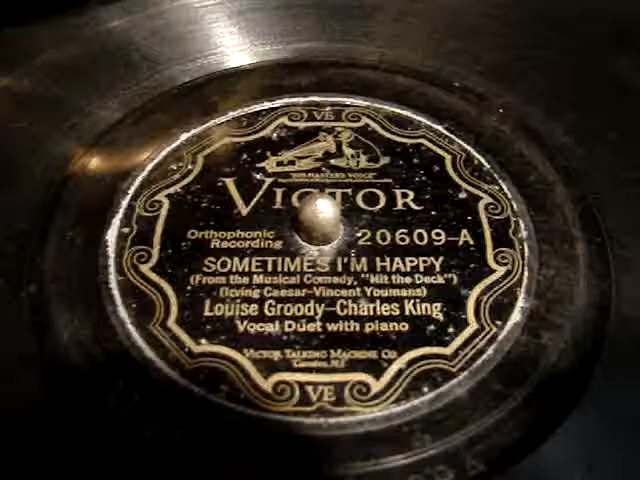 VE
"HIS MASTER'S VOICE"
VICTOR
Orthophonic
Recording
20609-A
SOMETIMES I'M HAPPY
(From the Musical Comedy, "Hit the Deck")
(Irving Caesar-Vincent Youmans)
Louise Groody-Charles King
Vocal Duet with piano
VICTOR TALKING MACHINE CO.
Camden, N.J.
VE